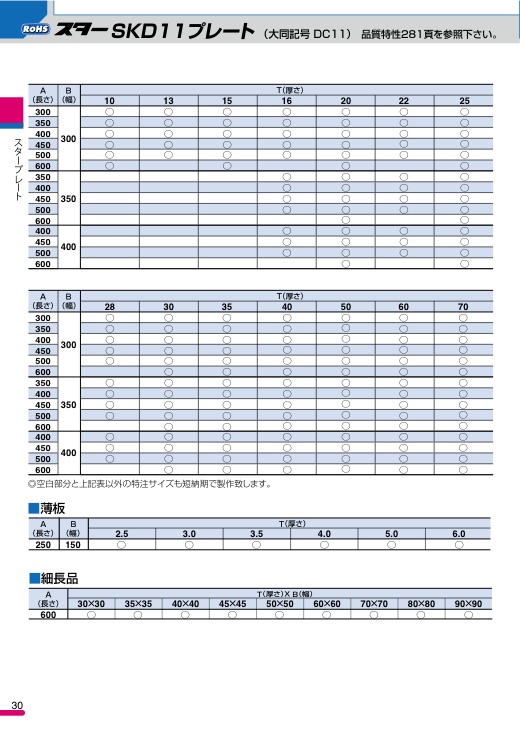 RoHS スター SKD11プレート (大同記号 DC11) 品質特性281頁を参照下さい。
スタープレート
A B T(厚さ)
(長さ) (幅) 10 13 15 16 20 22 25
300 ○ ○ ○ ○ ○ ○ ○
350 ○ ○ ○ ○ ○ ○ ○
400 ○ ○ ○ ○ ○ ○ ○
300
450 ○ ○ ○ ○ ○ ○ ○
500 ○ ○ ○ ○ ○ ○ ○
600 ○ ○ ○ ○
350 ○ ○ ○ ○
400 ○ ○ ○ ○
450 350 ○ ○ ○ ○
500 ○ ○ ○ ○
600 ○ ○
400 ○ ○ ○ ○
450 ○ ○ ○ ○
400
500 ○ ○ ○ ○
600 ○ ○
A B T(厚さ)
(長さ) (幅) 28 30 35 40 50 60 70
300 ○ ○ ○ ○ ○ ○ ○
350 ○ ○ ○ ○ ○ ○ ○
400 ○ ○ ○ ○ ○ ○ ○
300
450 ○ ○ ○ ○ ○ ○ ○
500 ○ ○ ○ ○ ○ ○ ○
600 ○ ○ ○ ○ ○ ○
350 ○ ○ ○ ○ ○ ○ ○
400 ○ ○ ○ ○ ○ ○ ○
450 350 ○ ○ ○ ○ ○ ○ ○
500 ○ ○ ○ ○ ○ ○ ○
600 ○ ○ ○ ○ ○ ○
400 ○ ○ ○ ○ ○ ○ ○
450 ○ ○ ○ ○ ○ ○ ○
400
500 ○ ○ ○ ○ ○ ○ ○
600 ○ ○ ○ ○ ○ ○
◎空白部分と上記表以外の特注サイズも短納期で製作致します。
■薄板
A B T(厚さ)
(長さ) (幅) 2.5 3.0 3.5 4.0 5.0 6.0
250 150 ○ ○ ○ ○ ○ ○
■細長品
A T(厚さ)×B(幅)
(長さ) 30×30 35×35 40×40 45×45 50×50 60×60 70×70 80×80 90×90
600 ○ ○ ○ ○ ○ ○ ○ ○ ○
30